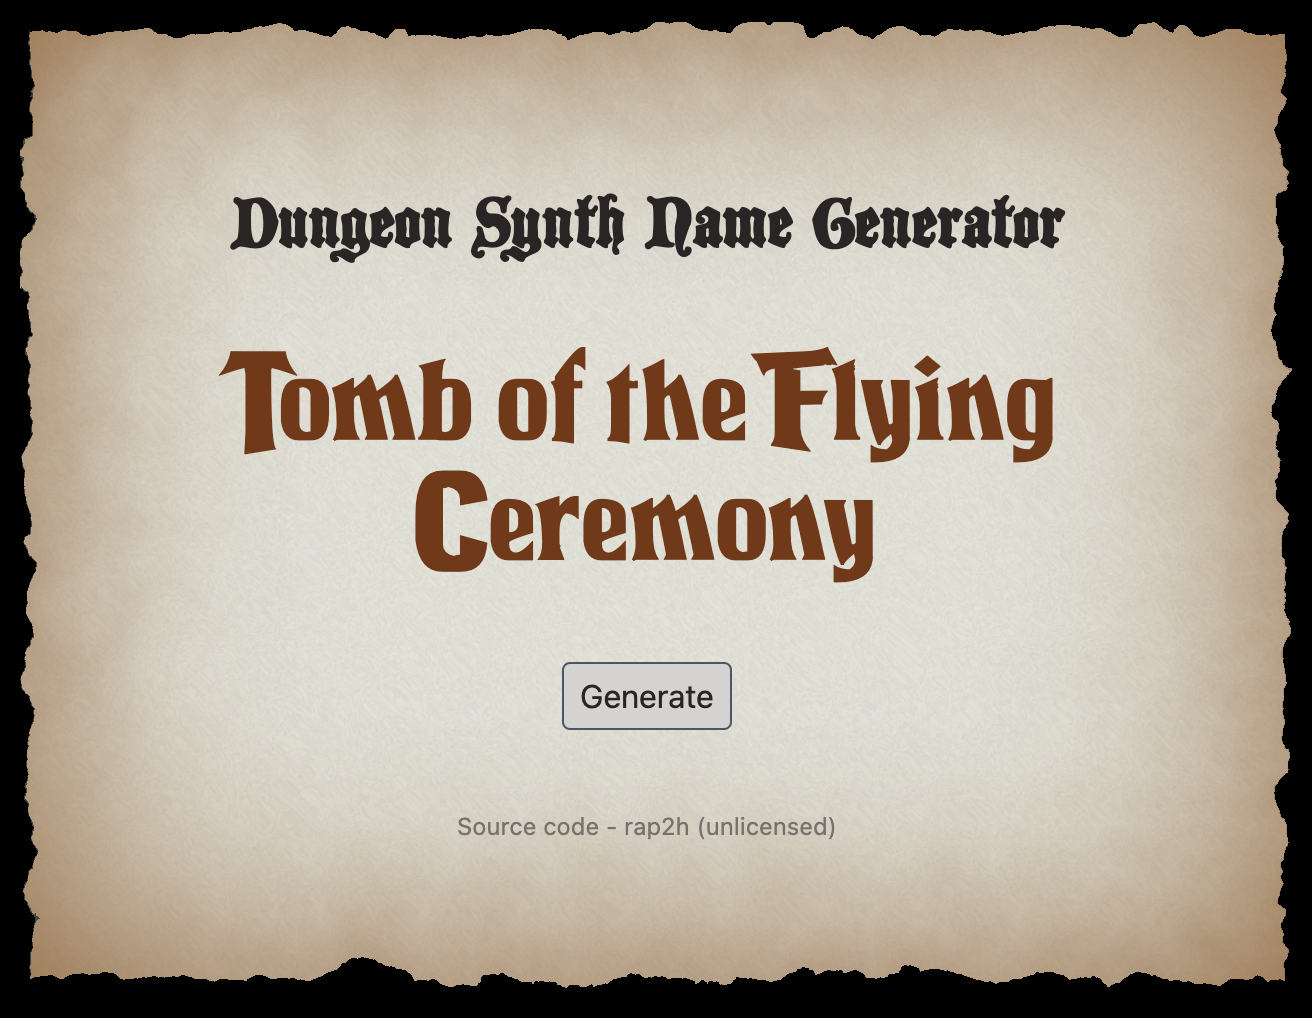 Dungeon Synth Name Generator
Tomb of the Flying
Ceremony
Generate
Source code - rap2h (unlicensed)